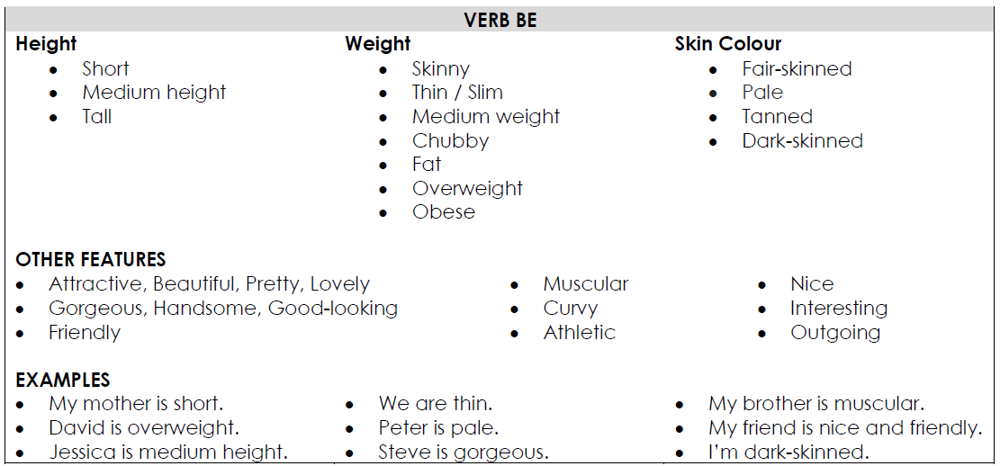 VERB BE
Height
• Short
• Medium height
• Tall
Weight
• Skinny
• Thin / Slim
• Medium weight
• Chubby
• Fat
• Overweight
• Obese
Skin Colour
• Fair-skinned
• Pale
• Tanned
• Dark-skinned
OTHER FEATURES
• Attractive, Beautiful, Pretty, Lovely
• Gorgeous, Handsome, Good-looking
• Friendly
• Muscular
• Curvy
• Athletic
• Nice
• Interesting
• Outgoing
EXAMPLES
• My mother is short.
• David is overweight.
• Jessica is medium height.
• We are thin.
• Peter is pale.
• Steve is gorgeous.
• My brother is muscular.
• My friend is nice and friendly.
• I'm dark-skinned.